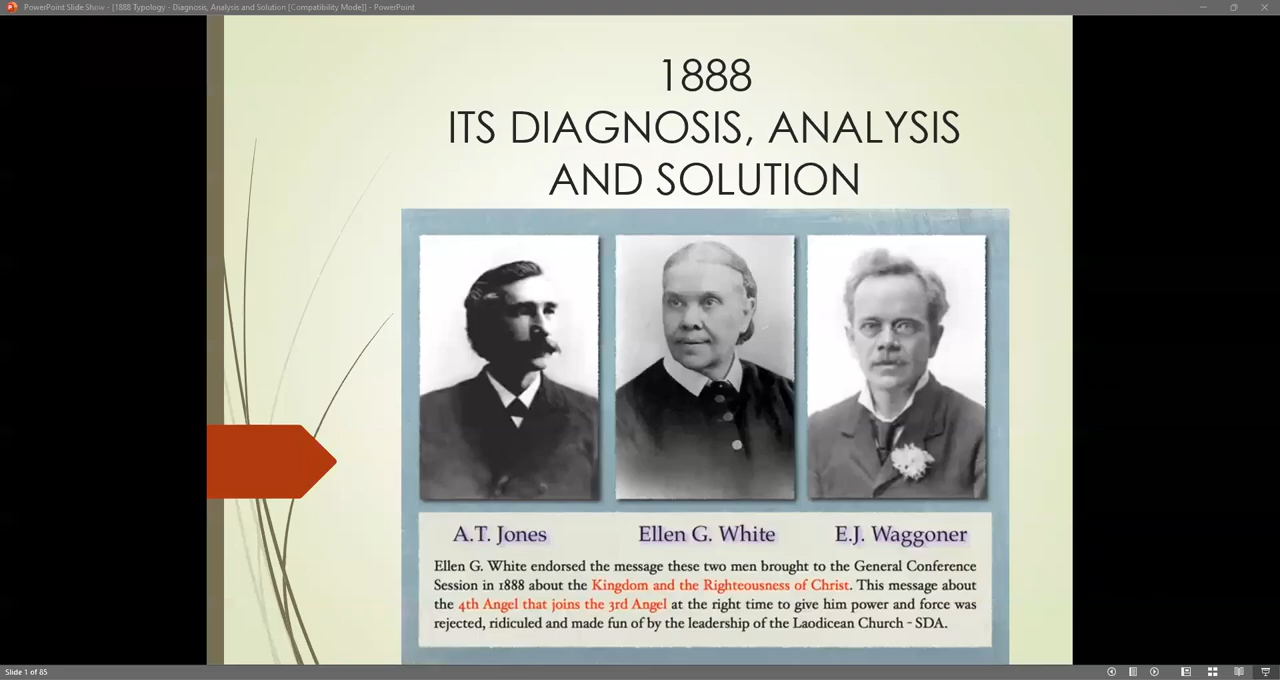 PowerPoint Slide Show - [1888 Typology - Diagnosis, Analysis and Solution [Compatibility Mode]] - PowerPoint
1888
ITS DIAGNOSIS, ANALYSIS
AND SOLUTION
A.T. Jones
Ellen G. White
E.J. Waggoner
Ellen G. White endorsed the message these two men brought to the General Conference
Session in 1888 about the Kingdom and the Righteousness of Christ. This message about
the 4th Angel that joins the 3rd Angel at the right time to give him power and force was
rejected, ridiculed and made fun of by the leadership of the Laodicean Church - SDA.
Slide 1 of 85